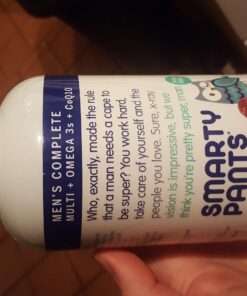 MEN'S COMPLETE
MULTI + OMEGA 3s + CoQ10
Who, exactly, made the rule
that a man needs a cape to
be super? You work hard,
take care of yourself and the
people you love. Sure, x-ray
vision is impressive, but we
think you're pretty super, man.
SMARTY
PANTS